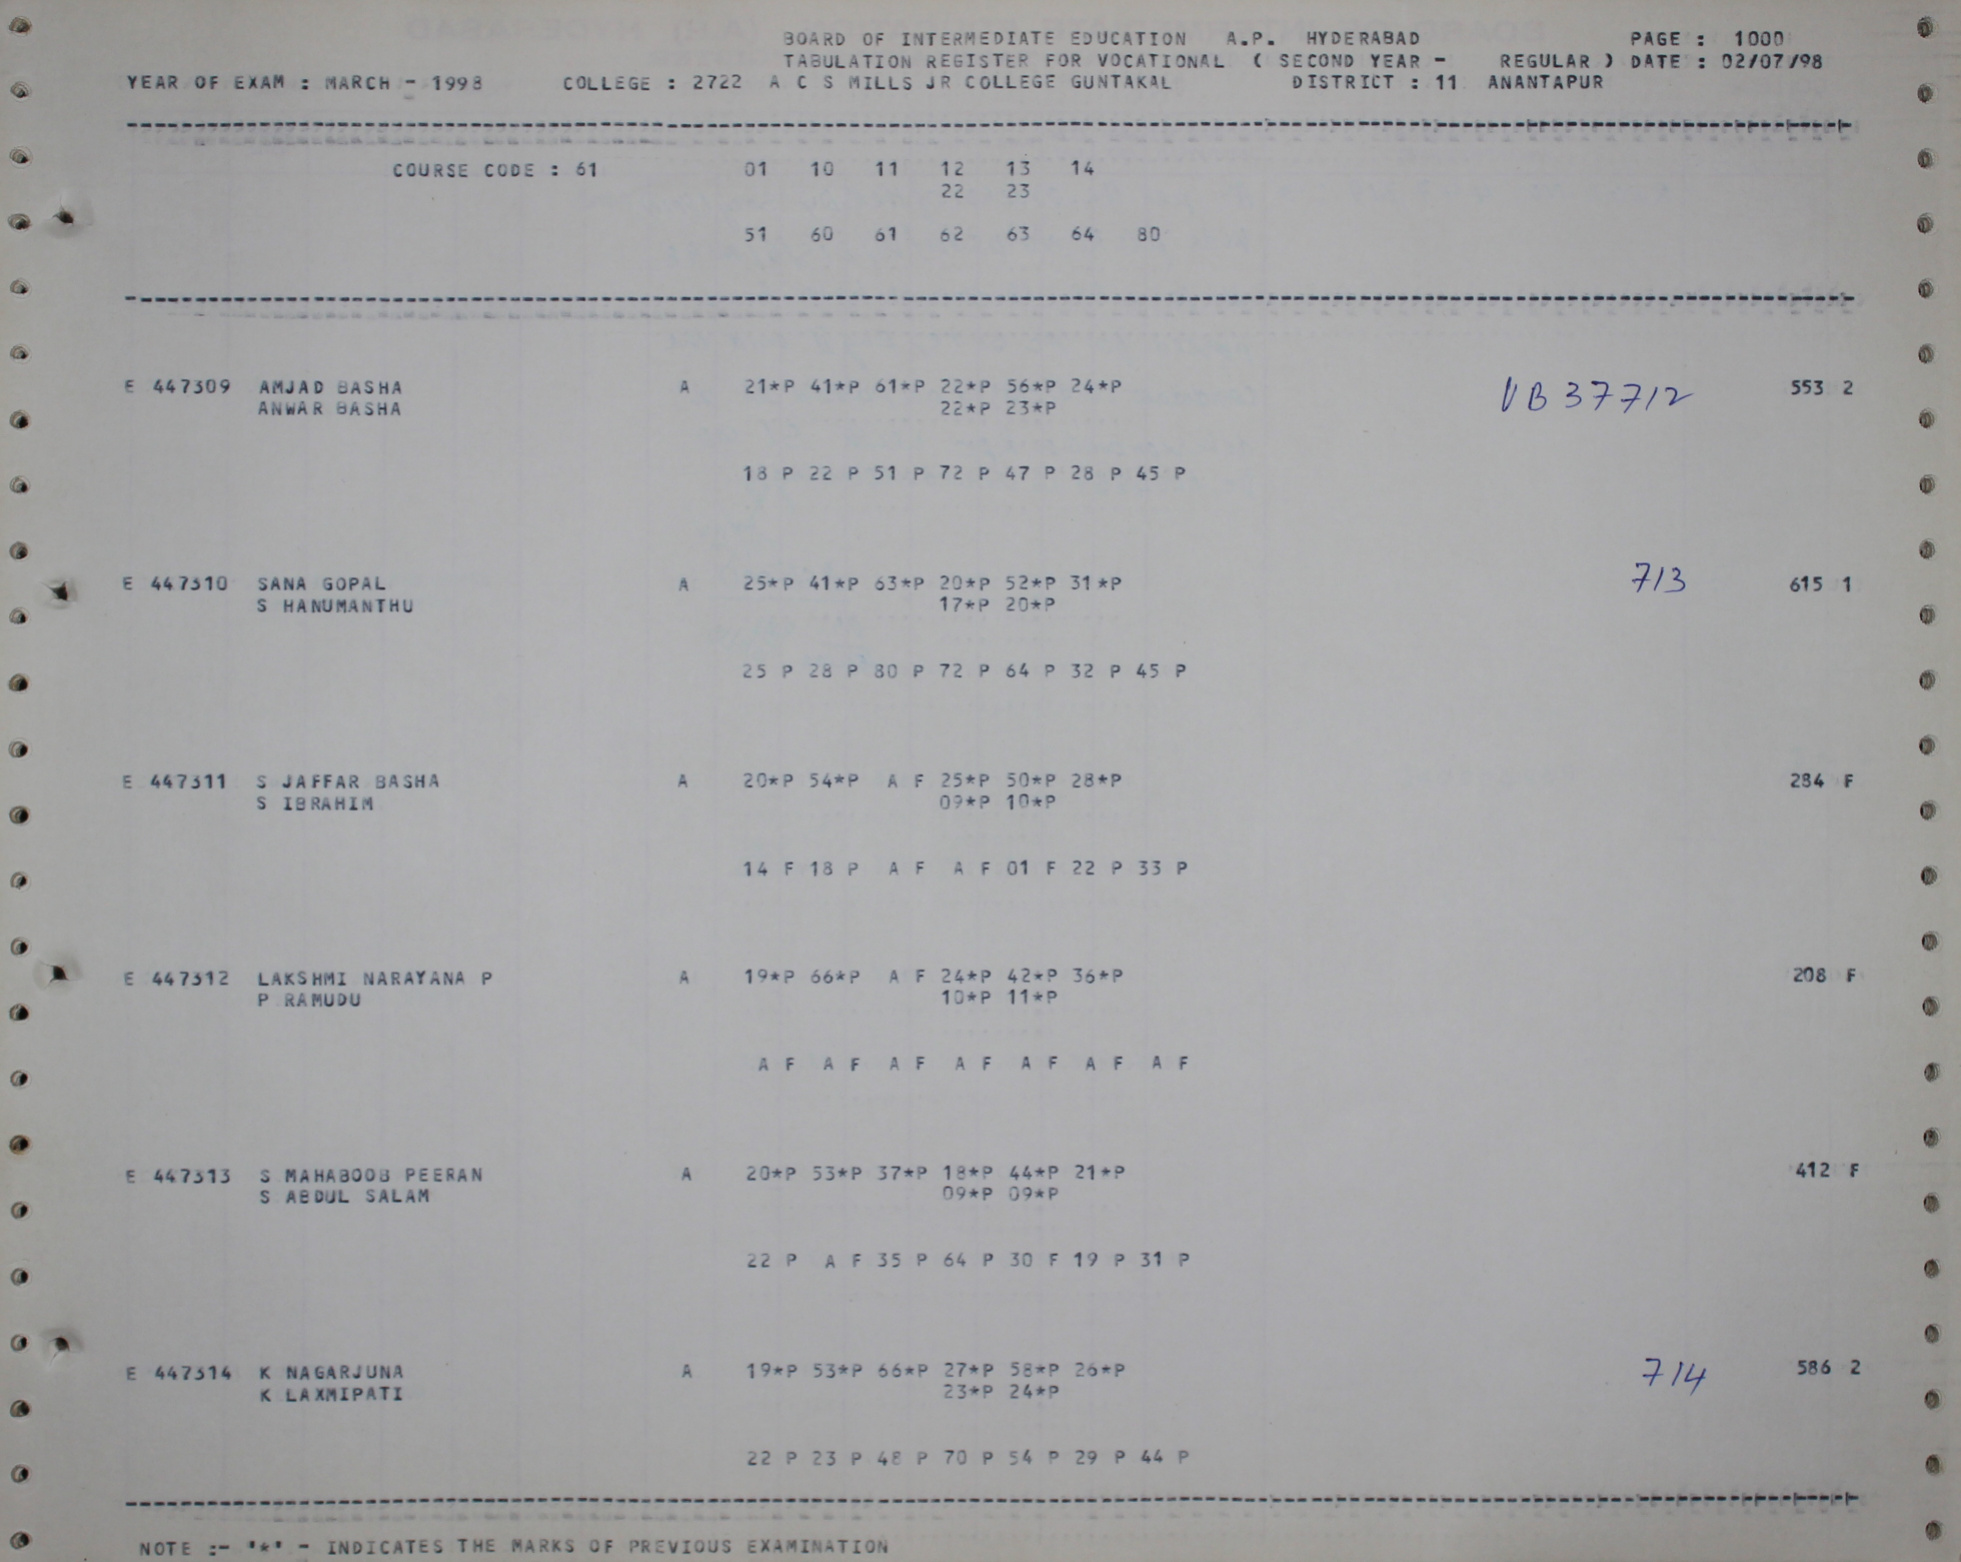 BOARD OF INTERMEDIATE EDUCATION A.P. HYDERABAD PAGE : 1000
TABULATION REGISTER FOR VOCATIONAL ( SECOND YEAR - REGULAR ) DATE : 02/07/98
YEAR OF EXAM : MARCH - 1998 COLLEGE : 2722 A C S MILLS JR COLLEGE GUNTAKAL DISTRICT : 11 ANANTAPUR
COURSE CODE : 61 01 10 11 12 13 14
22 23
51 60 61 62 63 64 80
E 447309 AMJAD BASHA A 21*P 41*P 61*P 22*P 56*P 24*P VB 37712 553 2
ANWAR BASHA 22*P 23*P
18 P 22 P 51 P 72 P 47 P 28 P 45 P
E 447310 SANA GOPAL A 25*P 41*P 63*P 20*P 52*P 31*P 713 615 1
S HANUMANTHU 17*P 20*P
25 P 28 P 80 P 72 P 64 P 32 P 45 P
E 447311 S JAFFAR BASHA A 20*P 54*P A F 25*P 50*P 28*P 284 F
S IBRAHIM 09*P 10*P
14 F 18 P A F A F 01 F 22 P 33 P
E 447312 LAKSHMI NARAYANA P A 19*P 66*P A F 24*P 42*P 36*P 208 F
P RAMUDU 10*P 11*P
A F A F A F A F A F A F A F
E 447313 S MAHABOOB PEERAN A 20*P 53*P 37*P 18*P 44*P 21*P 412 F
S ABDUL SALAM 09*P 09*P
22 P A F 35 P 64 P 30 F 19 P 31 P
E 447314 K NAGARJUNA A 19*P 53*P 66*P 27*P 58*P 26*P 714 586 2
K LAXMIPATI 23*P 24*P
22 P 23 P 48 P 70 P 54 P 29 P 44 P
NOTE :- '*' - INDICATES THE MARKS OF PREVIOUS EXAMINATION